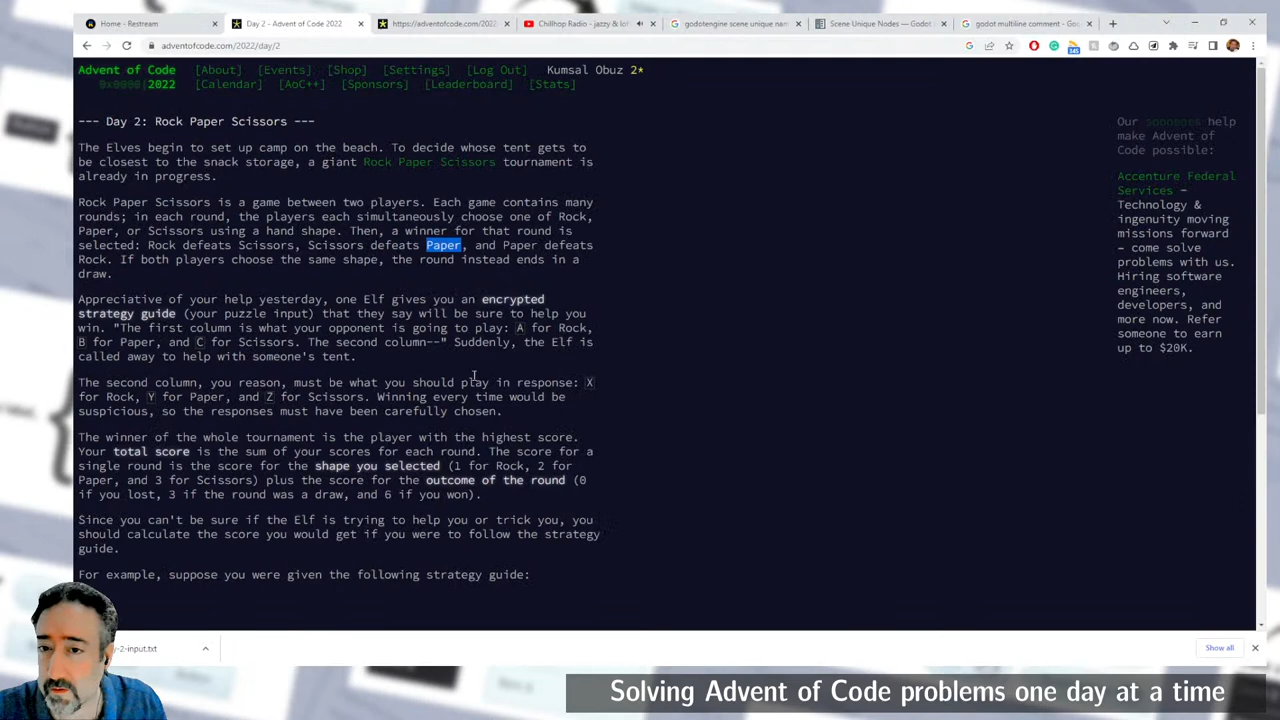 Home - Restream
Day 2 - Advent of Code 2022
https://adventofcode.com/2022
Chillhop Radio - jazzy & lof
godotengine scene unique nam
Scene Unique Nodes — Godot
godot multiline comment - Goo
adventofcode.com/2022/day/2
Advent of Code [About] [Events] [Shop] [Settings] [Log Out] Kumsal Obuz 2*
2022 [Calendar] [AoC++] [Sponsors] [Leaderboard] [Stats]
--- Day 2: Rock Paper Scissors ---
The Elves begin to set up camp on the beach. To decide whose tent gets to
be closest to the snack storage, a giant Rock Paper Scissors tournament is
already in progress.
Rock Paper Scissors is a game between two players. Each game contains many
rounds; in each round, the players each simultaneously choose one of Rock,
Paper, or Scissors using a hand shape. Then, a winner for that round is
selected: Rock defeats Scissors, Scissors defeats Paper, and Paper defeats
Rock. If both players choose the same shape, the round instead ends in a
draw.
Appreciative of your help yesterday, one Elf gives you an encrypted
strategy guide (your puzzle input) that they say will be sure to help you
win. "The first column is what your opponent is going to play: A for Rock,
B for Paper, and C for Scissors. The second column--" Suddenly, the Elf is
called away to help with someone's tent.
The second column, you reason, must be what you should play in response: X
for Rock, Y for Paper, and Z for Scissors. Winning every time would be
suspicious, so the responses must have been carefully chosen.
The winner of the whole tournament is the player with the highest score.
Your total score is the sum of your scores for each round. The score for a
single round is the score for the shape you selected (1 for Rock, 2 for
Paper, and 3 for Scissors) plus the score for the outcome of the round (0
if you lost, 3 if the round was a draw, and 6 if you won).
Since you can't be sure if the Elf is trying to help you or trick you, you
should calculate the score you would get if you were to follow the strategy
guide.
For example, suppose you were given the following strategy guide:
Our sponsors help
make Advent of
Code possible:
Accenture Federal
Services -
Technology &
ingenuity moving
missions forward
- come solve
problems with us.
Hiring software
engineers,
developers, and
more now. Refer
someone to earn
up to $20K.
y-2-input.txt
Show all
Solving Advent of Code problems one day at a time